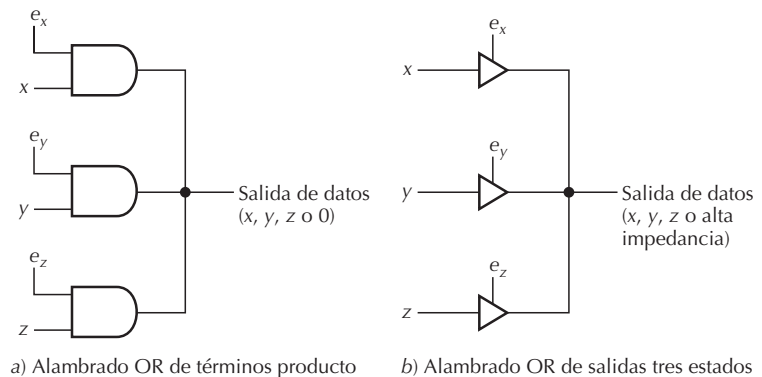 e_x
x
e_y
y
Salida de datos
(x, y, z o 0)
e_z
z
a) Alambrado OR de términos producto
e_x
x
e_y
y
Salida de datos
(x, y, z o alta
impedancia)
e_z
z
b) Alambrado OR de salidas tres estados